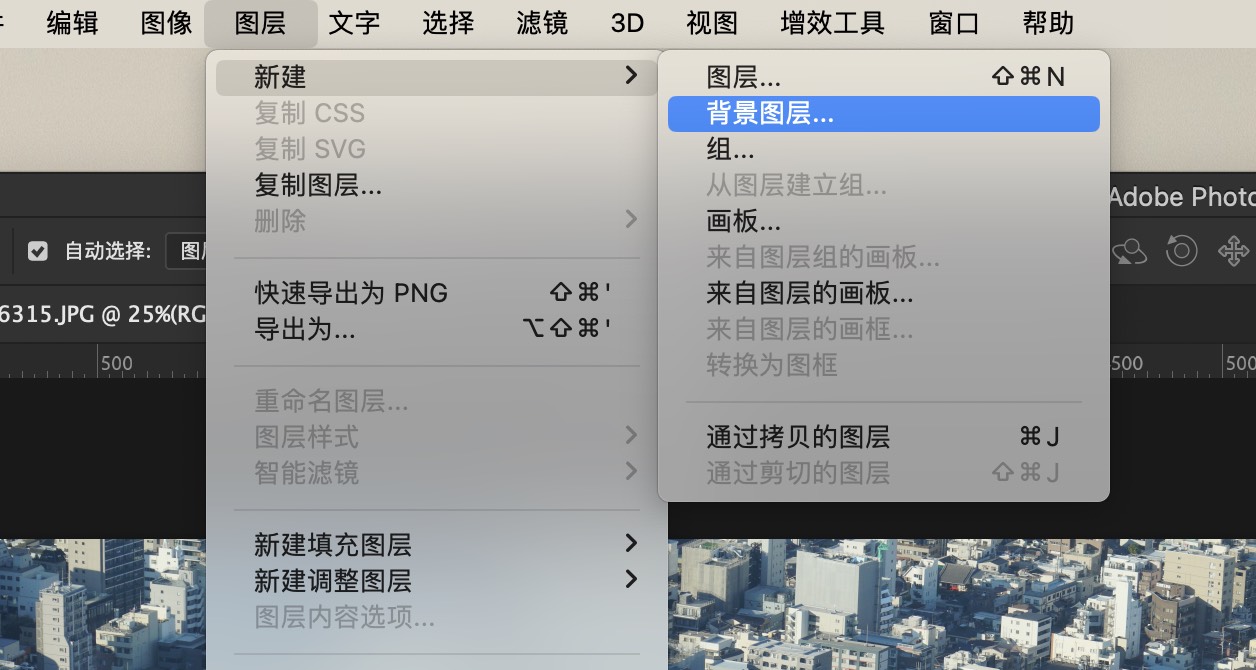 编辑 图像 图层 文字 选择 滤镜 3D 视图 增效工具 窗口 帮助
新建
复制 CSS
复制 SVG
复制图层...
删除
快速导出为 PNG ⇧⌘'
导出为... ⌥⇧⌘'
重命名图层...
图层样式
智能滤镜
新建填充图层
新建调整图层
图层内容选项...
图层... ⇧⌘N
背景图层...
组...
从图层建立组...
画板...
来自图层组的画板...
来自图层的画板...
来自图层的画框...
转换为图框
通过拷贝的图层 ⌘J
通过剪切的图层 ⇧⌘J
Adobe Photo
自动选择: 图
6315.JPG @ 25%(RG
500
500
500